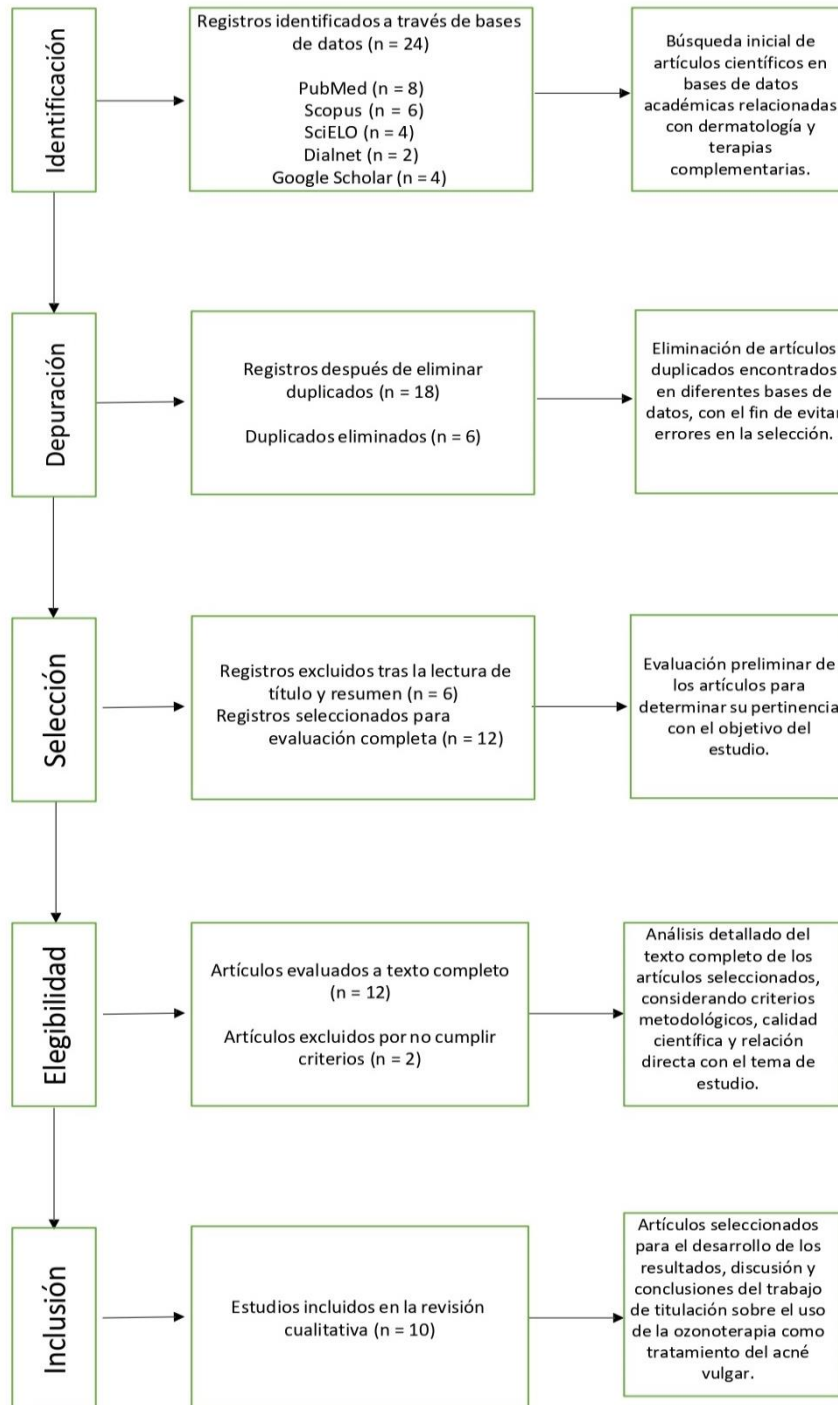 Identificación
Registros identificados a través de bases
de datos (n = 24)
PubMed (n = 8)
Scopus (n = 6)
SciELO (n = 4)
Dialnet (n = 2)
Google Scholar (n = 4)
Búsqueda inicial de
artículos científicos en
bases de datos
académicas relacionadas
con dermatología y
terapias
complementarias.
Depuración
Registros después de eliminar
duplicados (n = 18)
Duplicados eliminados (n = 6)
Eliminación de artículos
duplicados encontrados
en diferentes bases de
datos, con el fin de evitar
errores en la selección.
Selección
Registros excluidos tras la lectura de
título y resumen (n = 6)
Registros seleccionados para
evaluación completa (n = 12)
Evaluación preliminar de
los artículos para
determinar su pertinencia
con el objetivo del
estudio.
Elegibilidad
Artículos evaluados a texto completo
(n = 12)
Artículos excluidos por no cumplir
criterios (n = 2)
Análisis detallado del
texto completo de los
artículos seleccionados,
considerando criterios
metodológicos, calidad
científica y relación
directa con el tema de
estudio.
Inclusión
Estudios incluidos en la revisión
cualitativa (n = 10)
Artículos seleccionados
para el desarrollo de los
resultados, discusión y
conclusiones del trabajo
de titulación sobre el uso
de la ozonoterapia como
tratamiento del acné
vulgar.